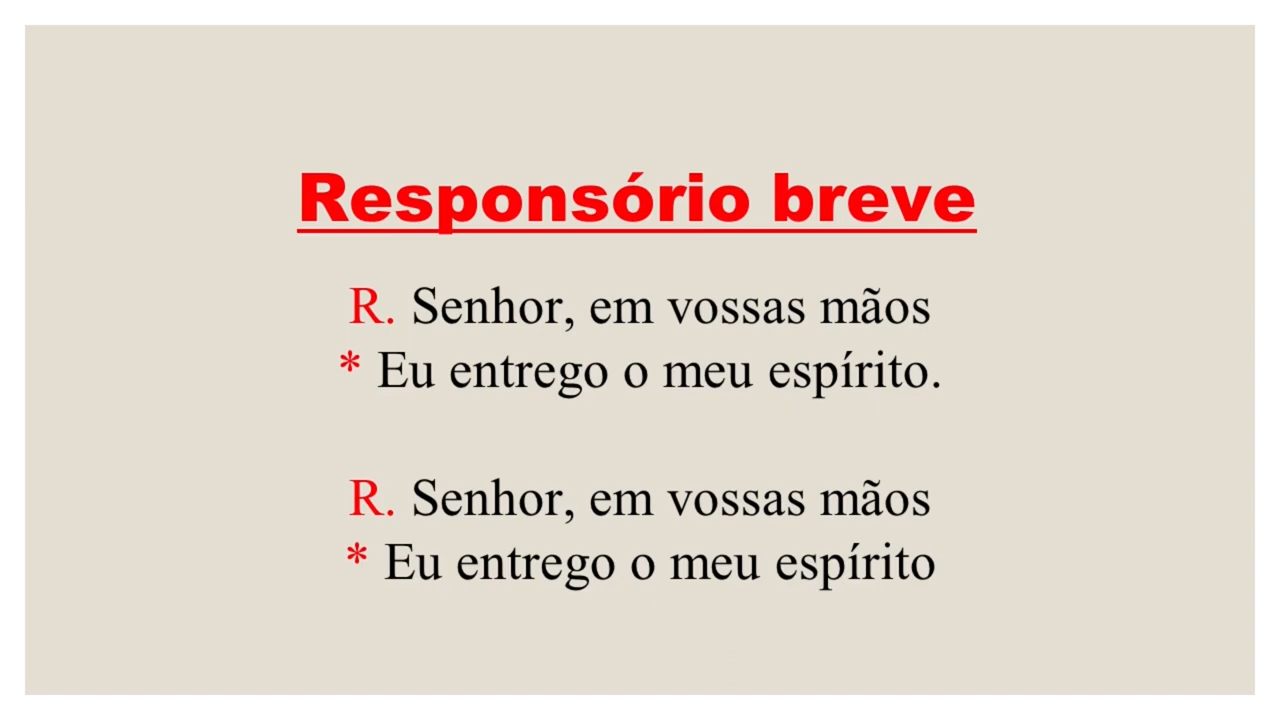 Responsório breve
R. Senhor, em vossas mãos
* Eu entrego o meu espírito.
R. Senhor, em vossas mãos
* Eu entrego o meu espírito